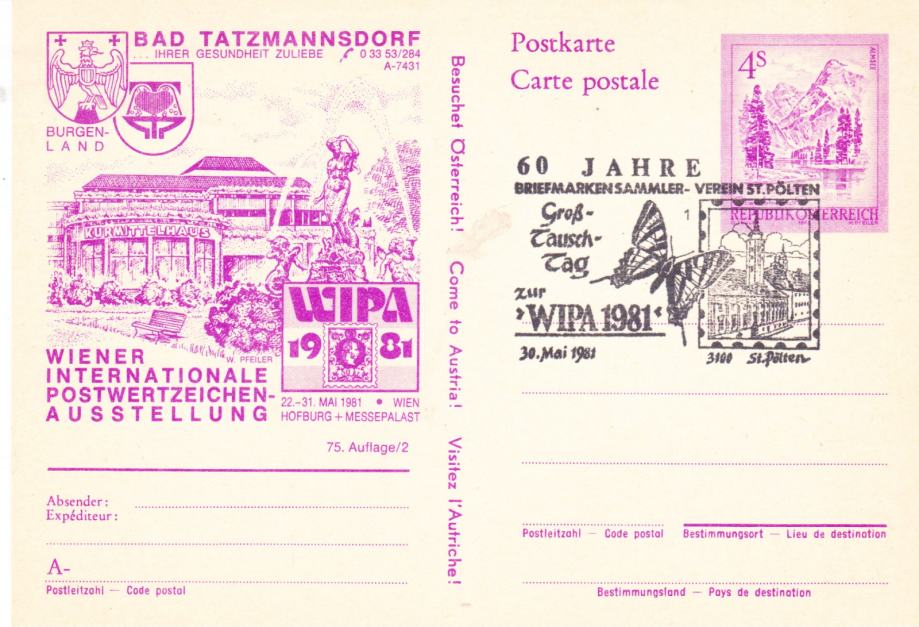 BAD TATZMANNSDORF
... IHRER GESUNDHEIT ZULIEBE 0 33 53/284
A-7431
BURGEN-
LAND
KURMITTELHAUS
WIPA
1981
W. PFEILER
WIENER
INTERNATIONALE
POSTWERTZEICHEN-
AUSSTELLUNG
22.-31. MAI 1981 • WIEN
HOFBURG + MESSEPALAST
75. Auflage/2
Absender:
Expéditeur:
A-
Postleitzahl — Code postal
Besuchet Österreich! Come to Austria! Visitez l'Autriche!
Postkarte
Carte postale
4S
ALMSEE
REPUBLIK ÖSTERREICH
60 JAHRE
BRIEFMARKENSAMMLER-VEREIN ST.PÖLTEN
Groß-
Tausch-
Tag
zur
›WIPA 1981‹
30. Mai 1981
1
3100 St.Pölten
Postleitzahl — Code postal
Bestimmungsort — Lieu de destination
Bestimmungsland — Pays de destination